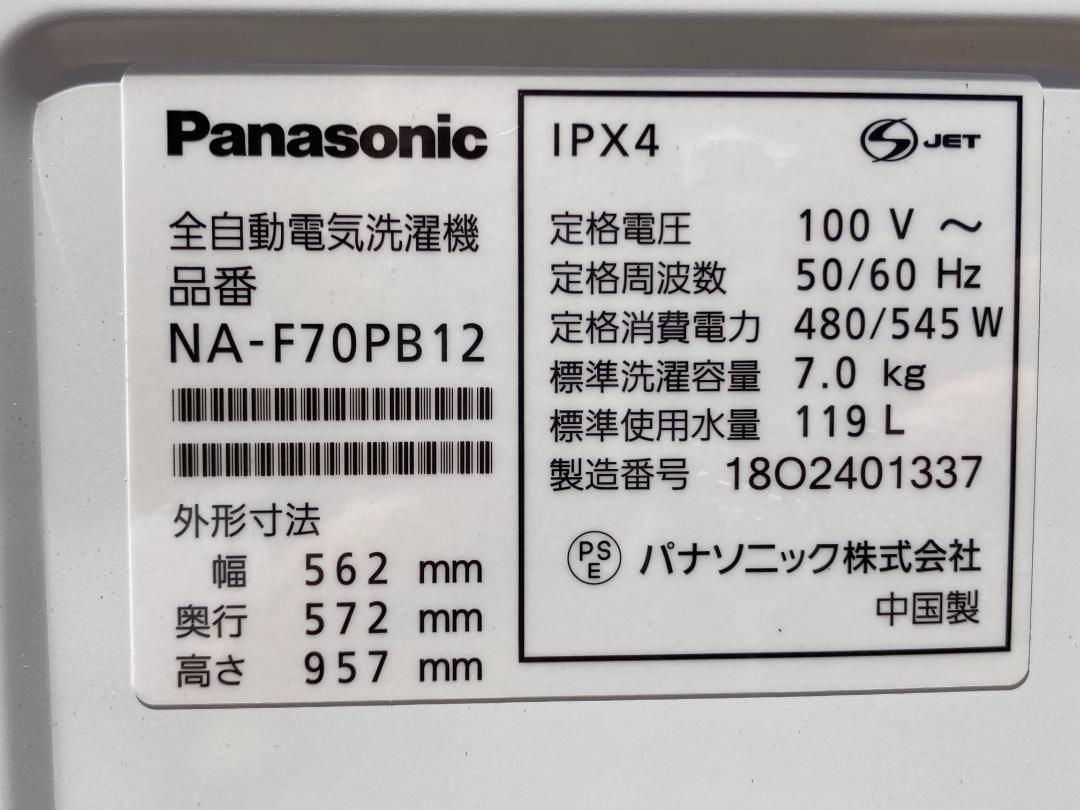 Panasonic
全自動電気洗濯機
品番
NA-F70PB12
外形寸法
幅 562 mm
奥行 572 mm
高さ 957 mm
IPX4
S JET
定格電圧 100 V ～
定格周波数 50/60 Hz
定格消費電力 480/545 W
標準洗濯容量 7.0 kg
標準使用水量 119 L
製造番号 18O2401337
PS
E
パナソニック株式会社
中国製